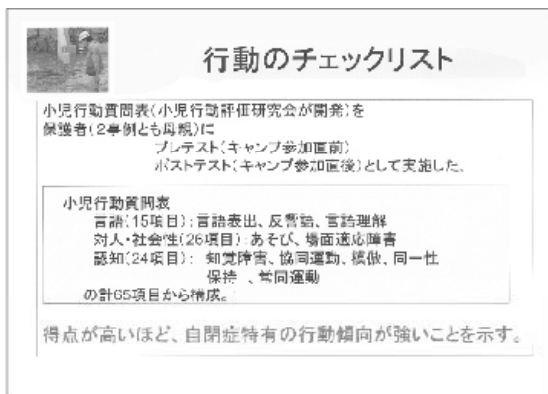 行動のチェックリスト
小児行動質問表(小児行動評価研究会が開発)を
保護者(2事例とも母親)に
プレテスト(キャンプ参加直前)
ポストテスト(キャンプ参加直後)として実施した。
小児行動質問表
言語(15項目):言語表出、反響語、言語理解
対人・社会性(26項目):あそび、場面適応障害
認知(24項目): 知覚障害、協同運動、模倣、同一性
保持 、常同運動
の計65項目から構成。
得点が高いほど、自閉症特有の行動傾向が強いことを示す。